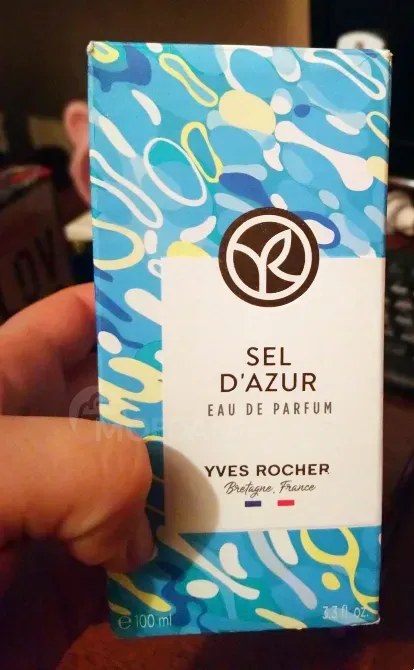 SEL
D'AZUR
EAU DE PARFUM
YVES ROCHER
Bretagne, France
e 100 ml
3.3 fl. oz.